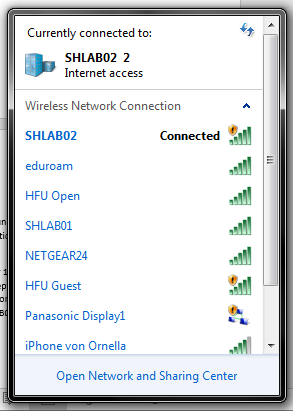 Currently connected to:
SHLAB02 2
Internet access
Wireless Network Connection
SHLAB02 Connected
eduroam
HFU Open
SHLAB01
NETGEAR24
HFU Guest
Panasonic Display1
iPhone von Ornella
Open Network and Sharing Center